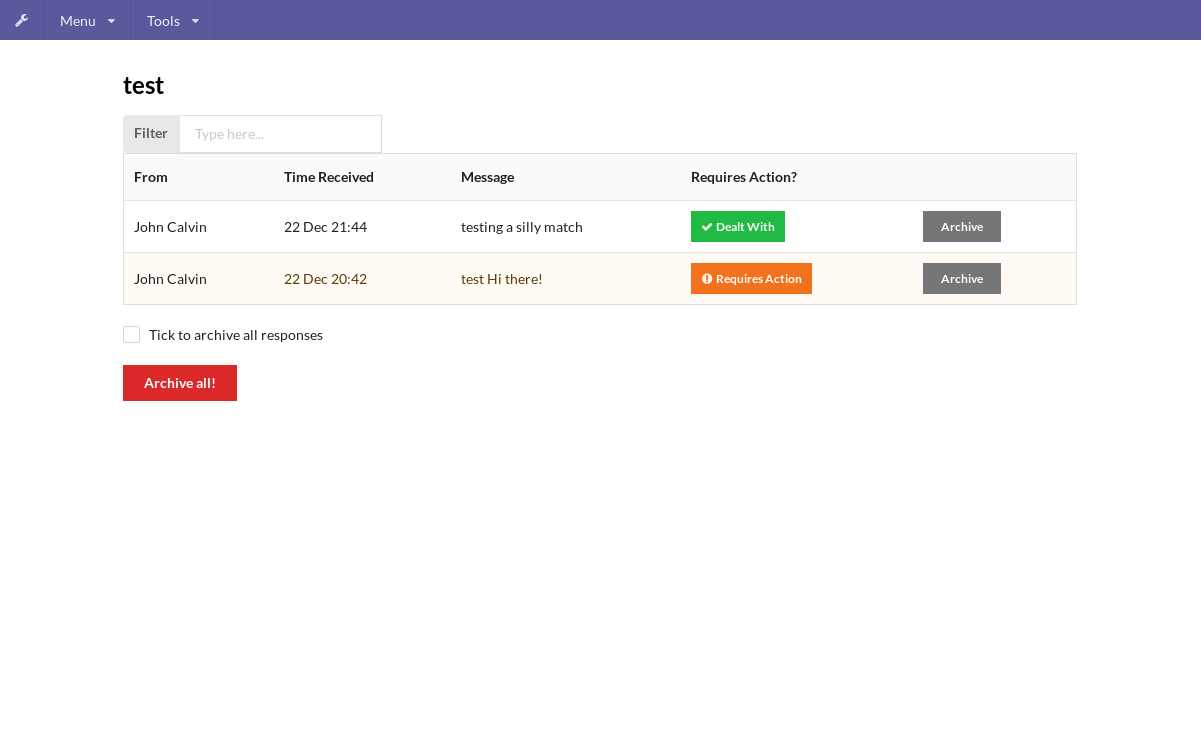 Menu Tools
test
Filter Type here...
From Time Received Message Requires Action?
John Calvin 22 Dec 21:44 testing a silly match Dealt With Archive
John Calvin 22 Dec 20:42 test Hi there! Requires Action Archive
Tick to archive all responses
Archive all!